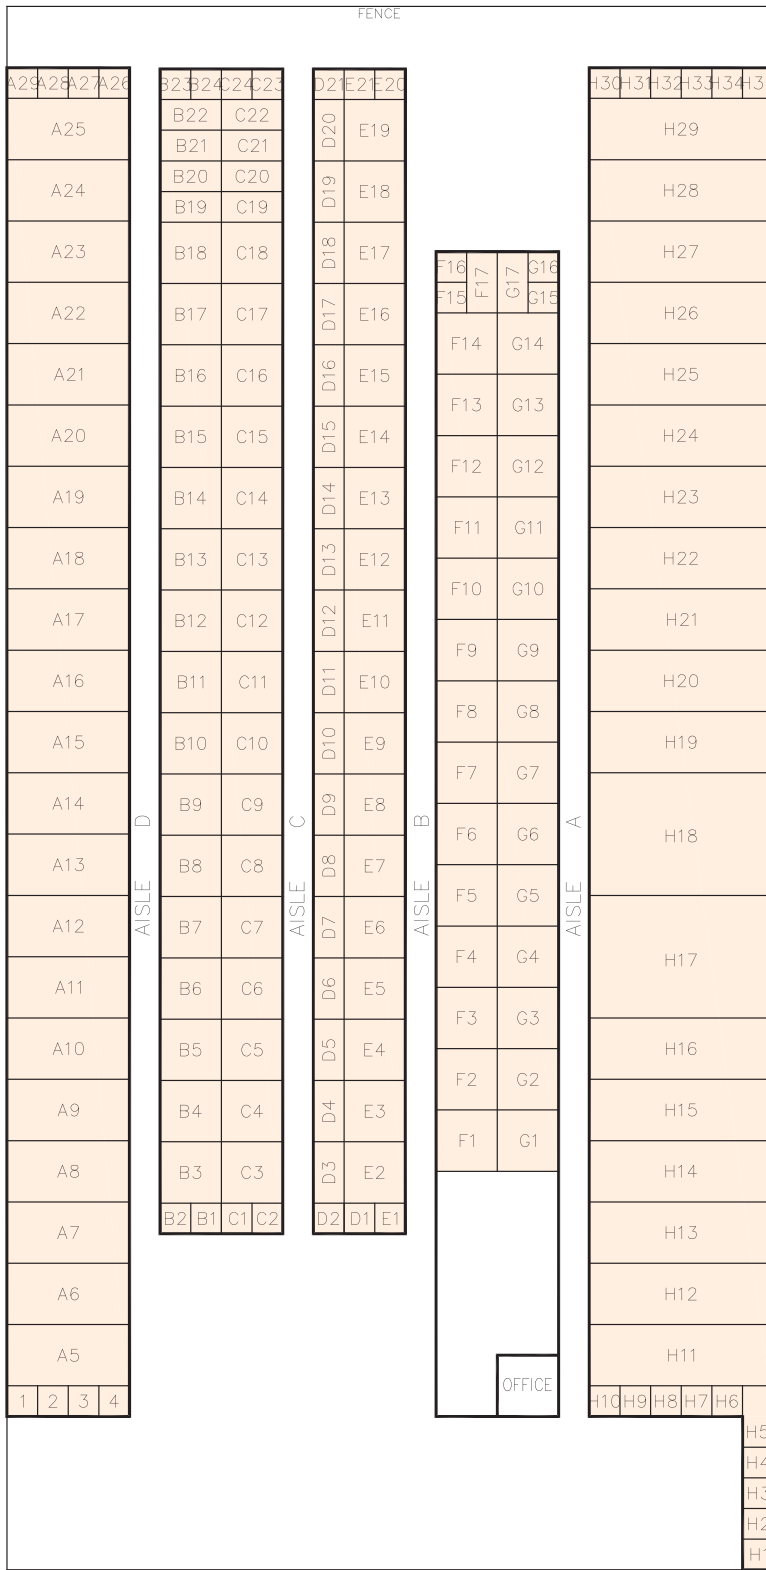 FENCE
A29 A28 A27 A26 B23 B24 C24 C23 D21 E21 E20 H30 H31 H32 H33 H34
B22 C22
A25 D20 E19 H29
B21 C21
B20 C20
A24 D19 E18 H28
B19 C19
A23 B18 C18 D18 E17 H27
F16 F17 G17 G16
F15 G15
A22 B17 C17 D17 E16 H26
F14 G14
A21 B16 C16 D16 E15 H25
F13 G13
A20 B15 C15 D15 E14 H24
F12 G12
A19 B14 C14 D14 E13 H23
F11 G11
A18 B13 C13 D13 E12 H22
F10 G10
A17 B12 C12 D12 E11 H21
F9 G9
A16 B11 C11 D11 E10 H20
F8 G8
A15 B10 C10 D10 E9 H19
F7 G7
A14 B9 C9 D9 E8
F6 G6
A13 B8 C8 D8 E7 H18
AISLE D
AISLE C
AISLE B
AISLE A
F5 G5
A12 B7 C7 D7 E6
F4 G4 H17
A11 B6 C6 D6 E5
F3 G3
A10 B5 C5 D5 E4 H16
F2 G2
A9 B4 C4 D4 E3 H15
F1 G1
A8 B3 C3 D3 E2 H14
B2 B1 C1 C2 D2 D1 E1
A7 H13
A6 H12
A5 H11
OFFICE
1 2 3 4 H10 H9 H8 H7 H6
H5
H4
H3
H2
H1